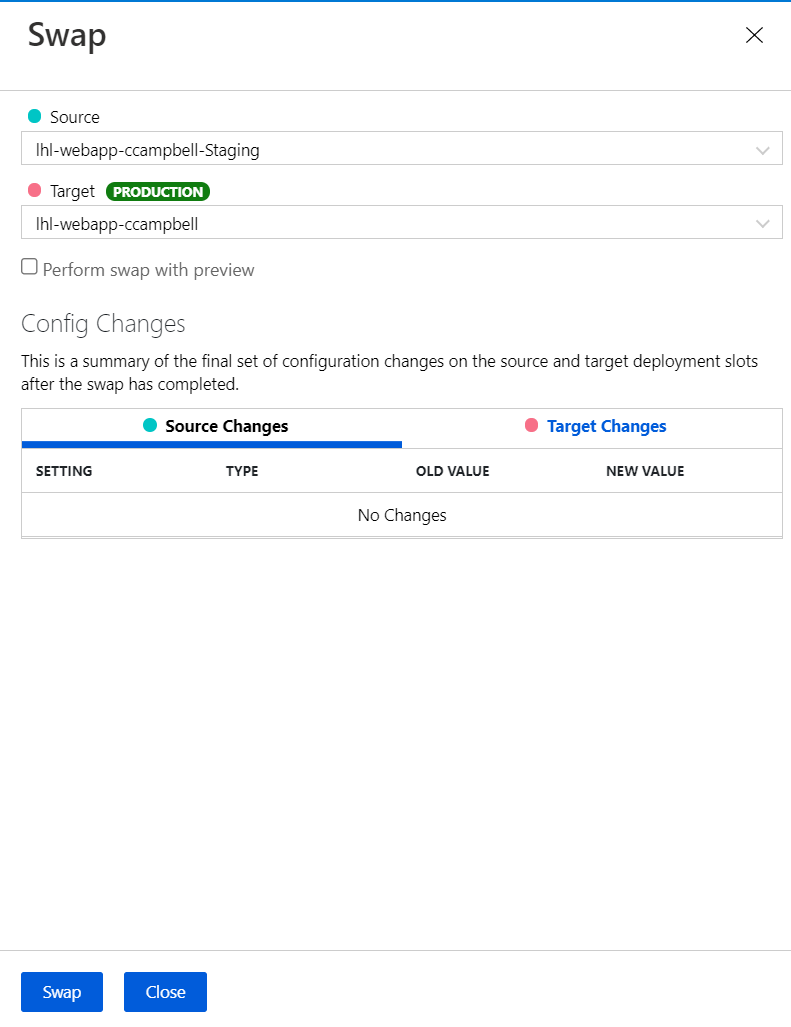 Swap
Source
lhl-webapp-ccampbell-Staging
Target PRODUCTION
lhl-webapp-ccampbell
Perform swap with preview
Config Changes
This is a summary of the final set of configuration changes on the source and target deployment slots
after the swap has completed.
Source Changes Target Changes
SETTING TYPE OLD VALUE NEW VALUE
No Changes
Swap Close